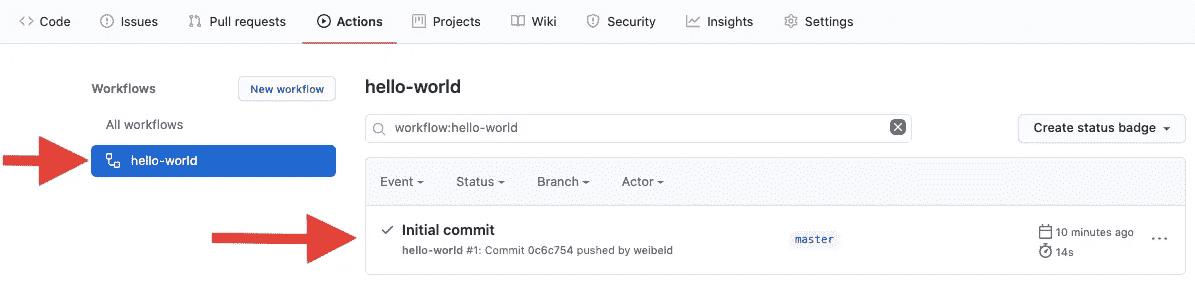 Code Issues Pull requests Actions Projects Wiki Security Insights Settings
Workflows New workflow
All workflows
hello-world
hello-world
workflow:hello-world
Create status badge
Event Status Branch Actor
Initial commit
hello-world #1: Commit 0c6c754 pushed by weibeld
master
10 minutes ago
14s